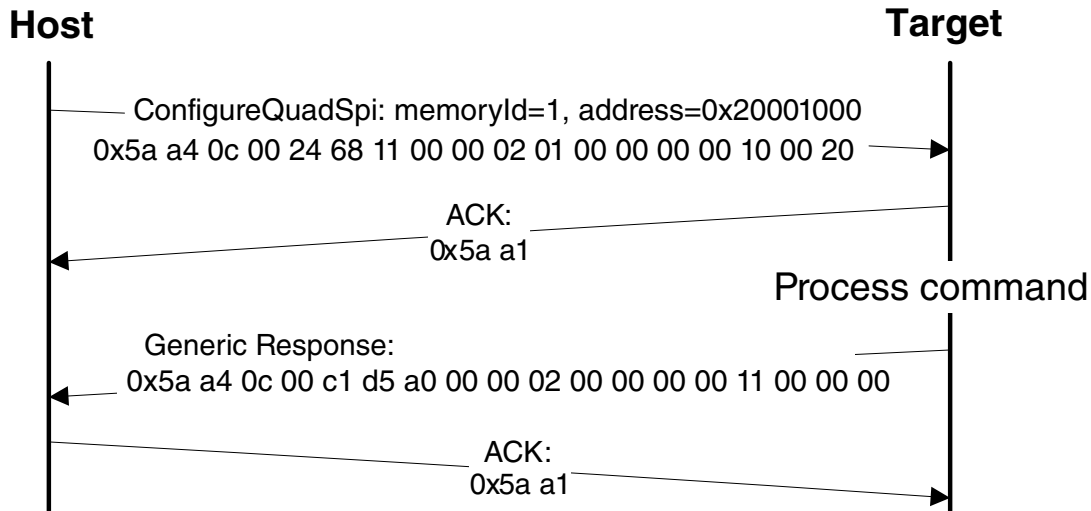 Host
Target
ConfigureQuadSpi: memoryId=1, address=0x20001000
0x5a a4 0c 00 24 68 11 00 00 02 01 00 00 00 00 10 00 20
ACK:
0x5a a1
Process command
Generic Response:
0x5a a4 0c 00 c1 d5 a0 00 00 02 00 00 00 00 11 00 00 00
ACK:
0x5a a1